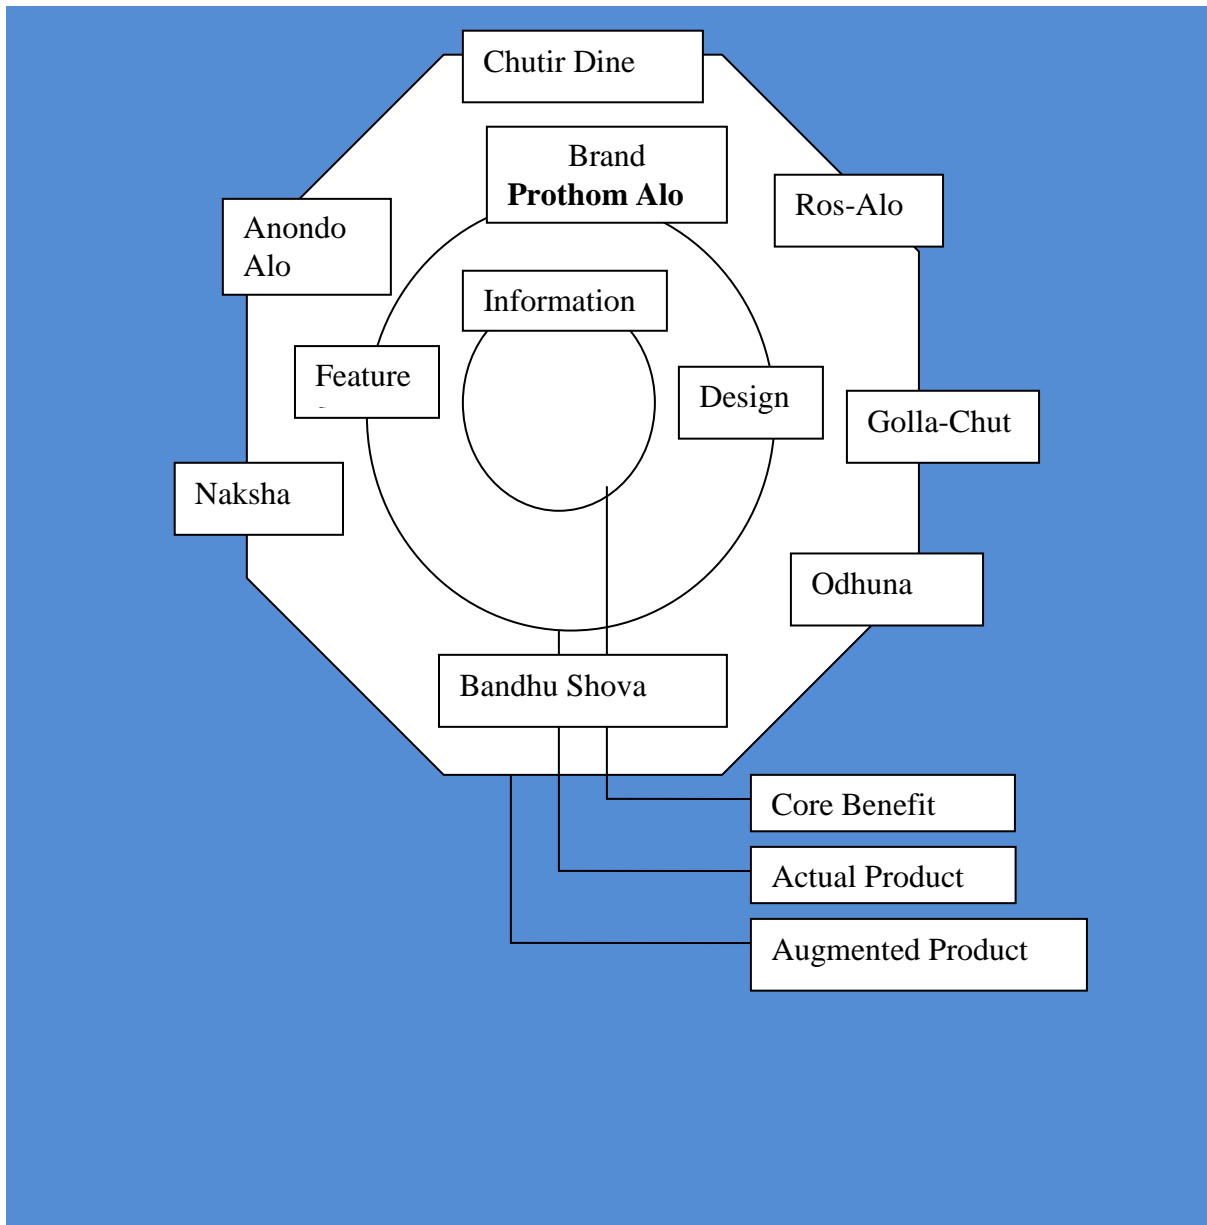 Chutir Dine
Brand
Prothom Alo
Ros-Alo
Anondo
Alo
Information
Feature
Design
Golla-Chut
Naksha
Odhuna
Bandhu Shova
Core Benefit
Actual Product
Augmented Product